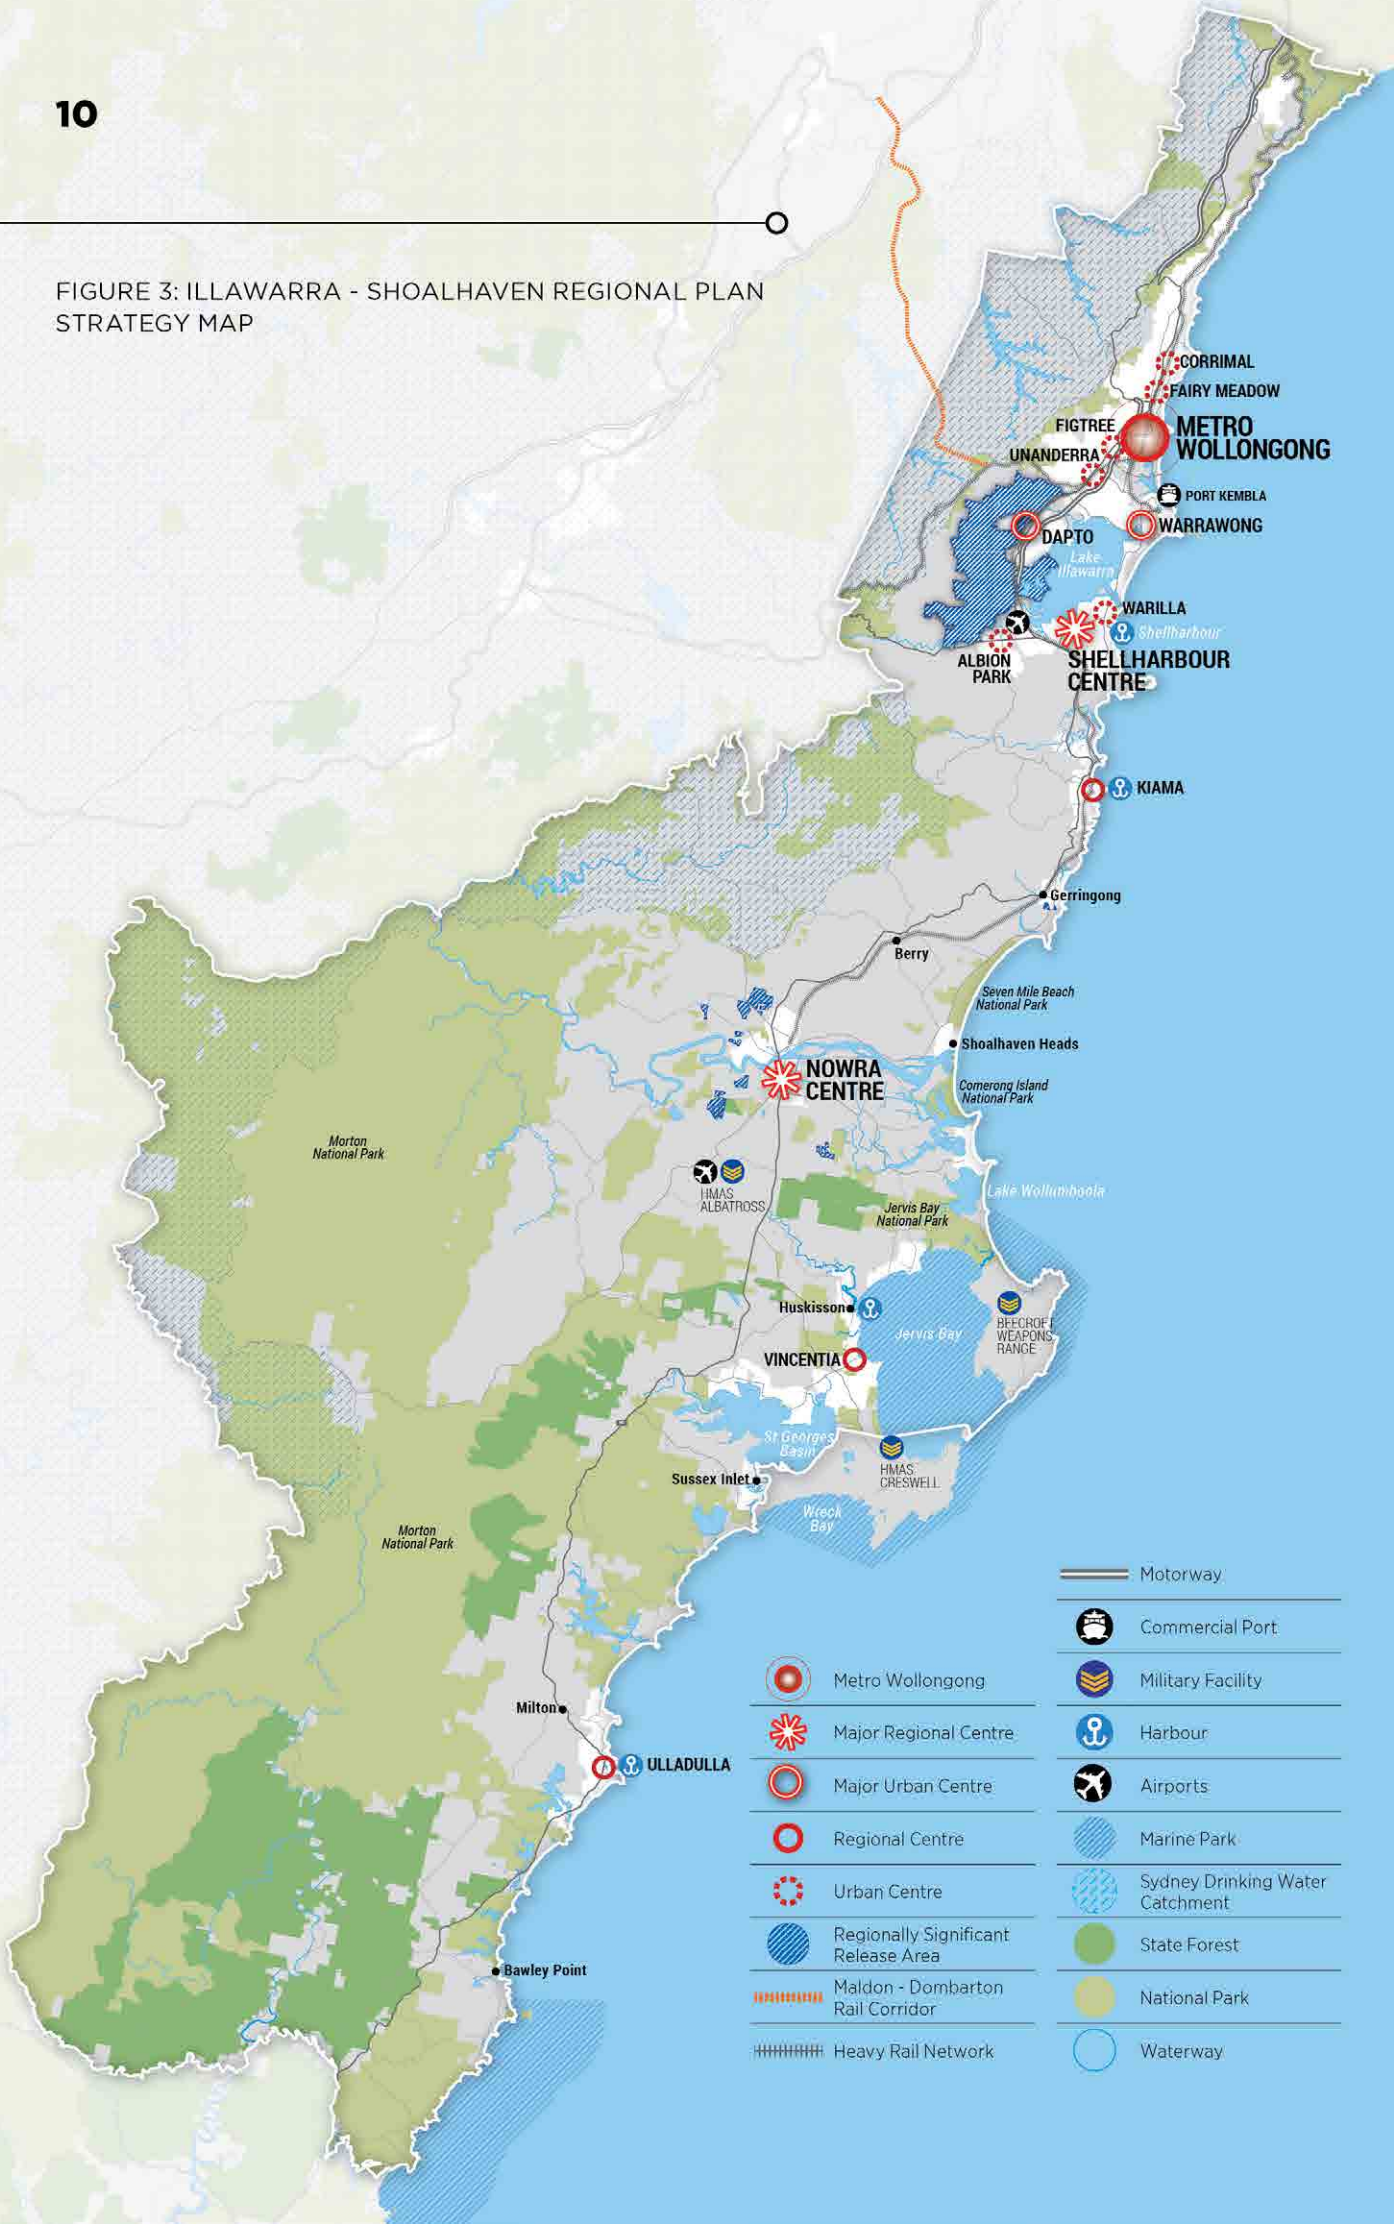 10
FIGURE 3: ILLAWARRA - SHOALHAVEN REGIONAL PLAN
STRATEGY MAP
CORRIMAL
FAIRY MEADOW
FIGTREE
METRO
WOLLONGONG
UNANDERRA
PORT KEMBLA
WARRAWONG
DAPTO
Lake
Illawarra
WARILLA
Shellharbour
ALBION
PARK
SHELLHARBOUR
CENTRE
KIAMA
Gerringong
Berry
Seven Mile Beach
National Park
Shoalhaven Heads
NOWRA
CENTRE
Comerong Island
National Park
Morton
National Park
HMAS
ALBATROSS
Lake Wollumboola
Jervis Bay
National Park
Huskisson
BEECROFT
WEAPONS
RANGE
Jervis Bay
VINCENTIA
St Georges
Basin
HMAS
CRESWELL
Sussex Inlet
Wreck
Bay
Morton
National Park
Milton
ULLADULLA
Bawley Point
Metro Wollongong
Major Regional Centre
Major Urban Centre
Regional Centre
Urban Centre
Regionally Significant
Release Area
Maldon - Dombarton
Rail Corridor
Heavy Rail Network
Motorway
Commercial Port
Military Facility
Harbour
Airports
Marine Park
Sydney Drinking Water
Catchment
State Forest
National Park
Waterway